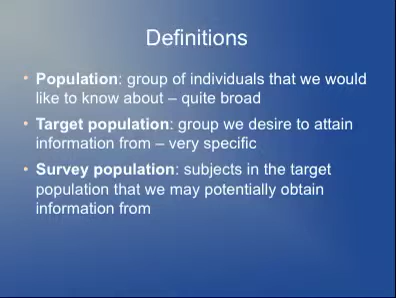 Definitions
• Population: group of individuals that we would
like to know about – quite broad
• Target population: group we desire to attain
information from – very specific
• Survey population: subjects in the target
population that we may potentially obtain
information from